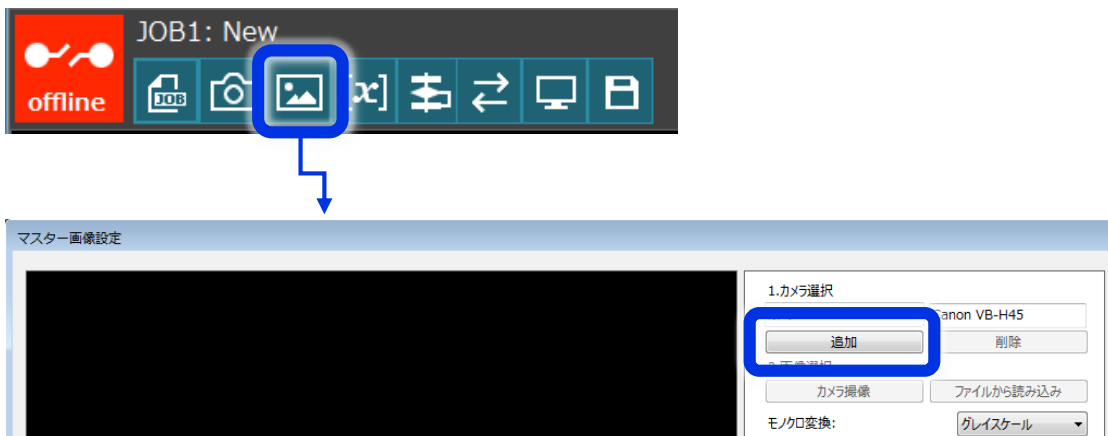 JOB1: New
offline
JOB
[x]
マスター画像設定
1.カメラ選択
Canon VB-H45
追加
削除
カメラ撮像
ファイルから読み込み
モノクロ変換:
グレイスケール